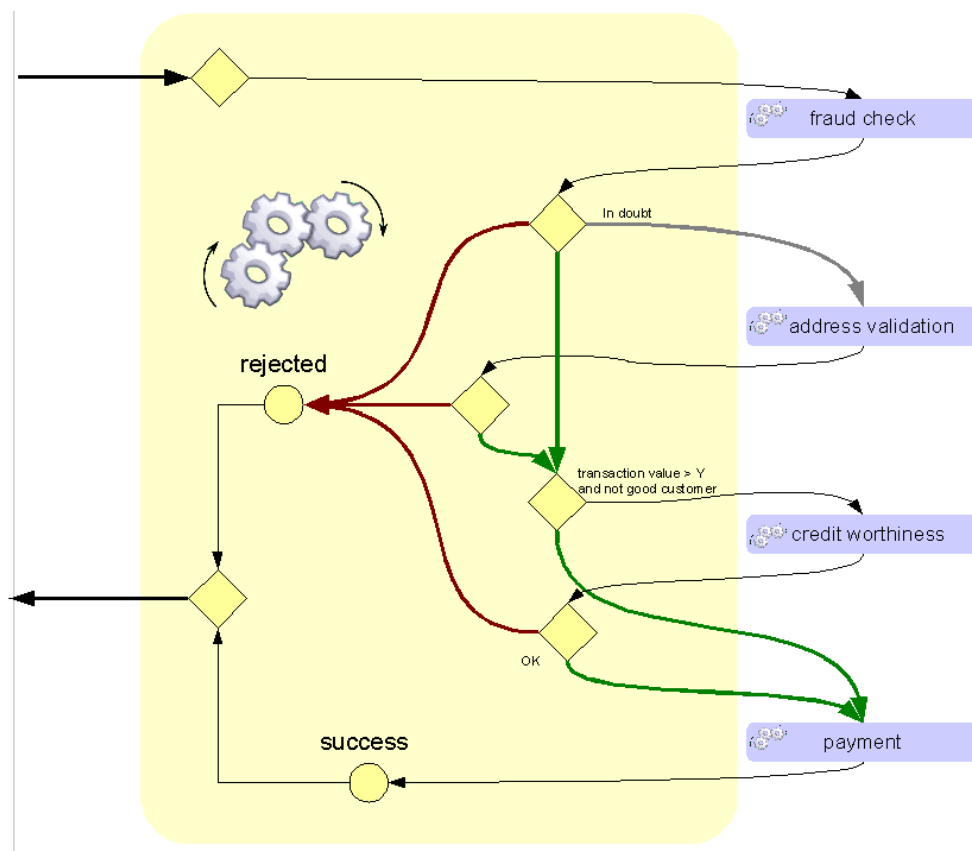 fraud check
In doubt
address validation
rejected
transaction value > Y
and not good customer
credit worthiness
OK
success
payment